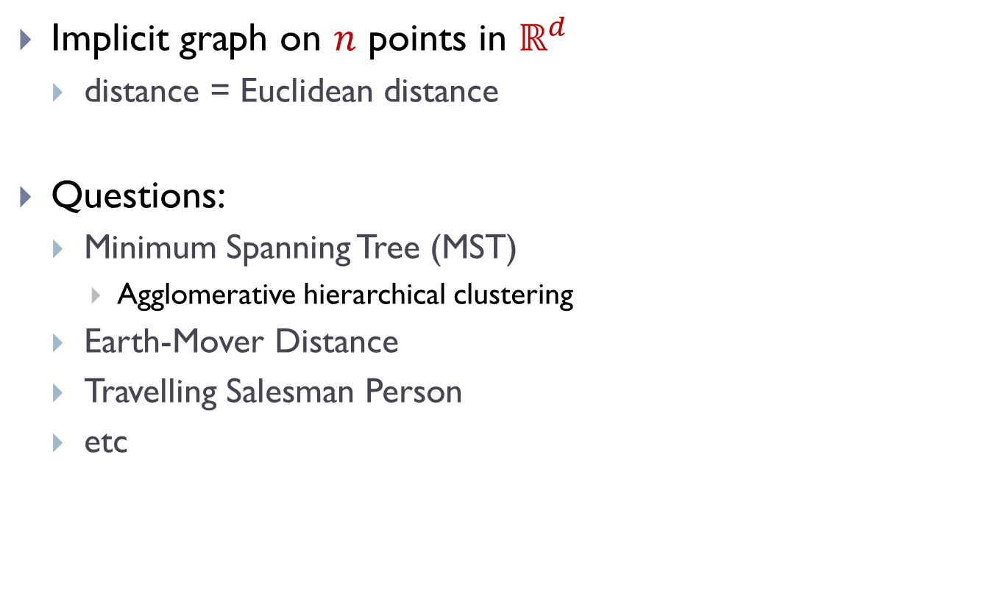 Implicit graph on n points in ℝ^d
distance = Euclidean distance
Questions:
Minimum Spanning Tree (MST)
Agglomerative hierarchical clustering
Earth-Mover Distance
Travelling Salesman Person
etc